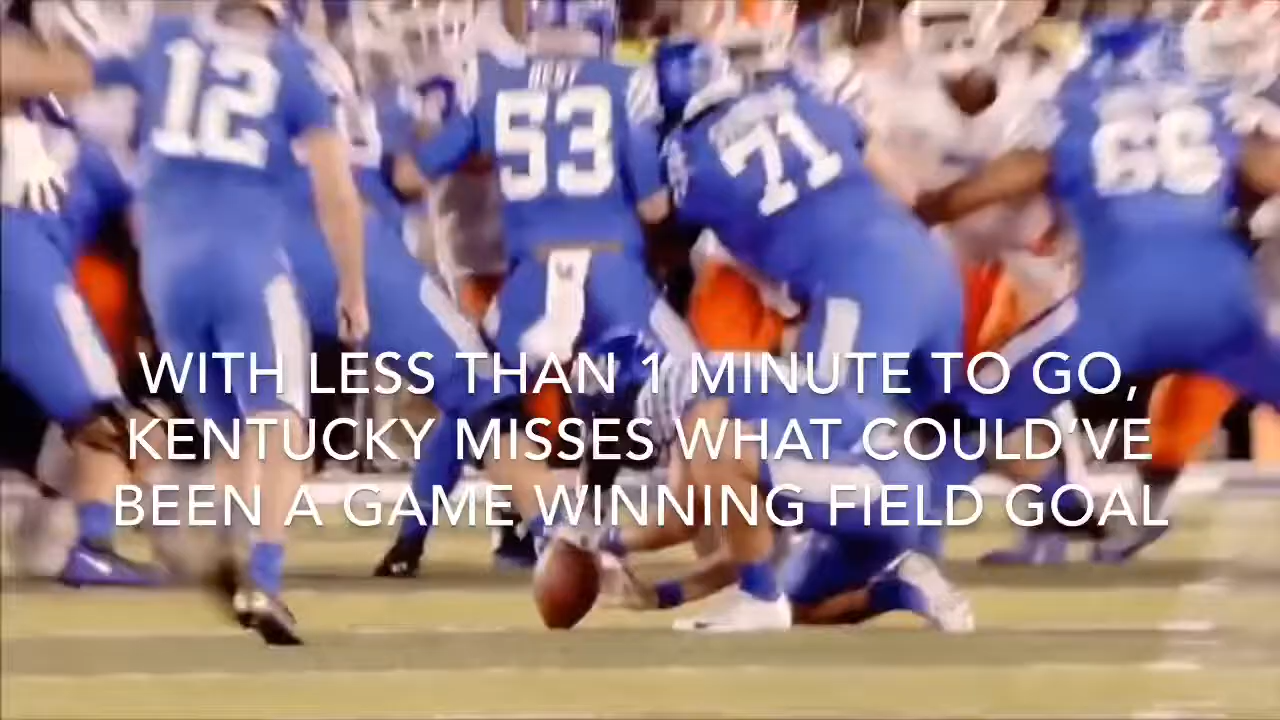 12
53
71
66
WITH LESS THAN 1 MINUTE TO GO,
KENTUCKY MISSES WHAT COULD'VE
BEEN A GAME WINNING FIELD GOAL